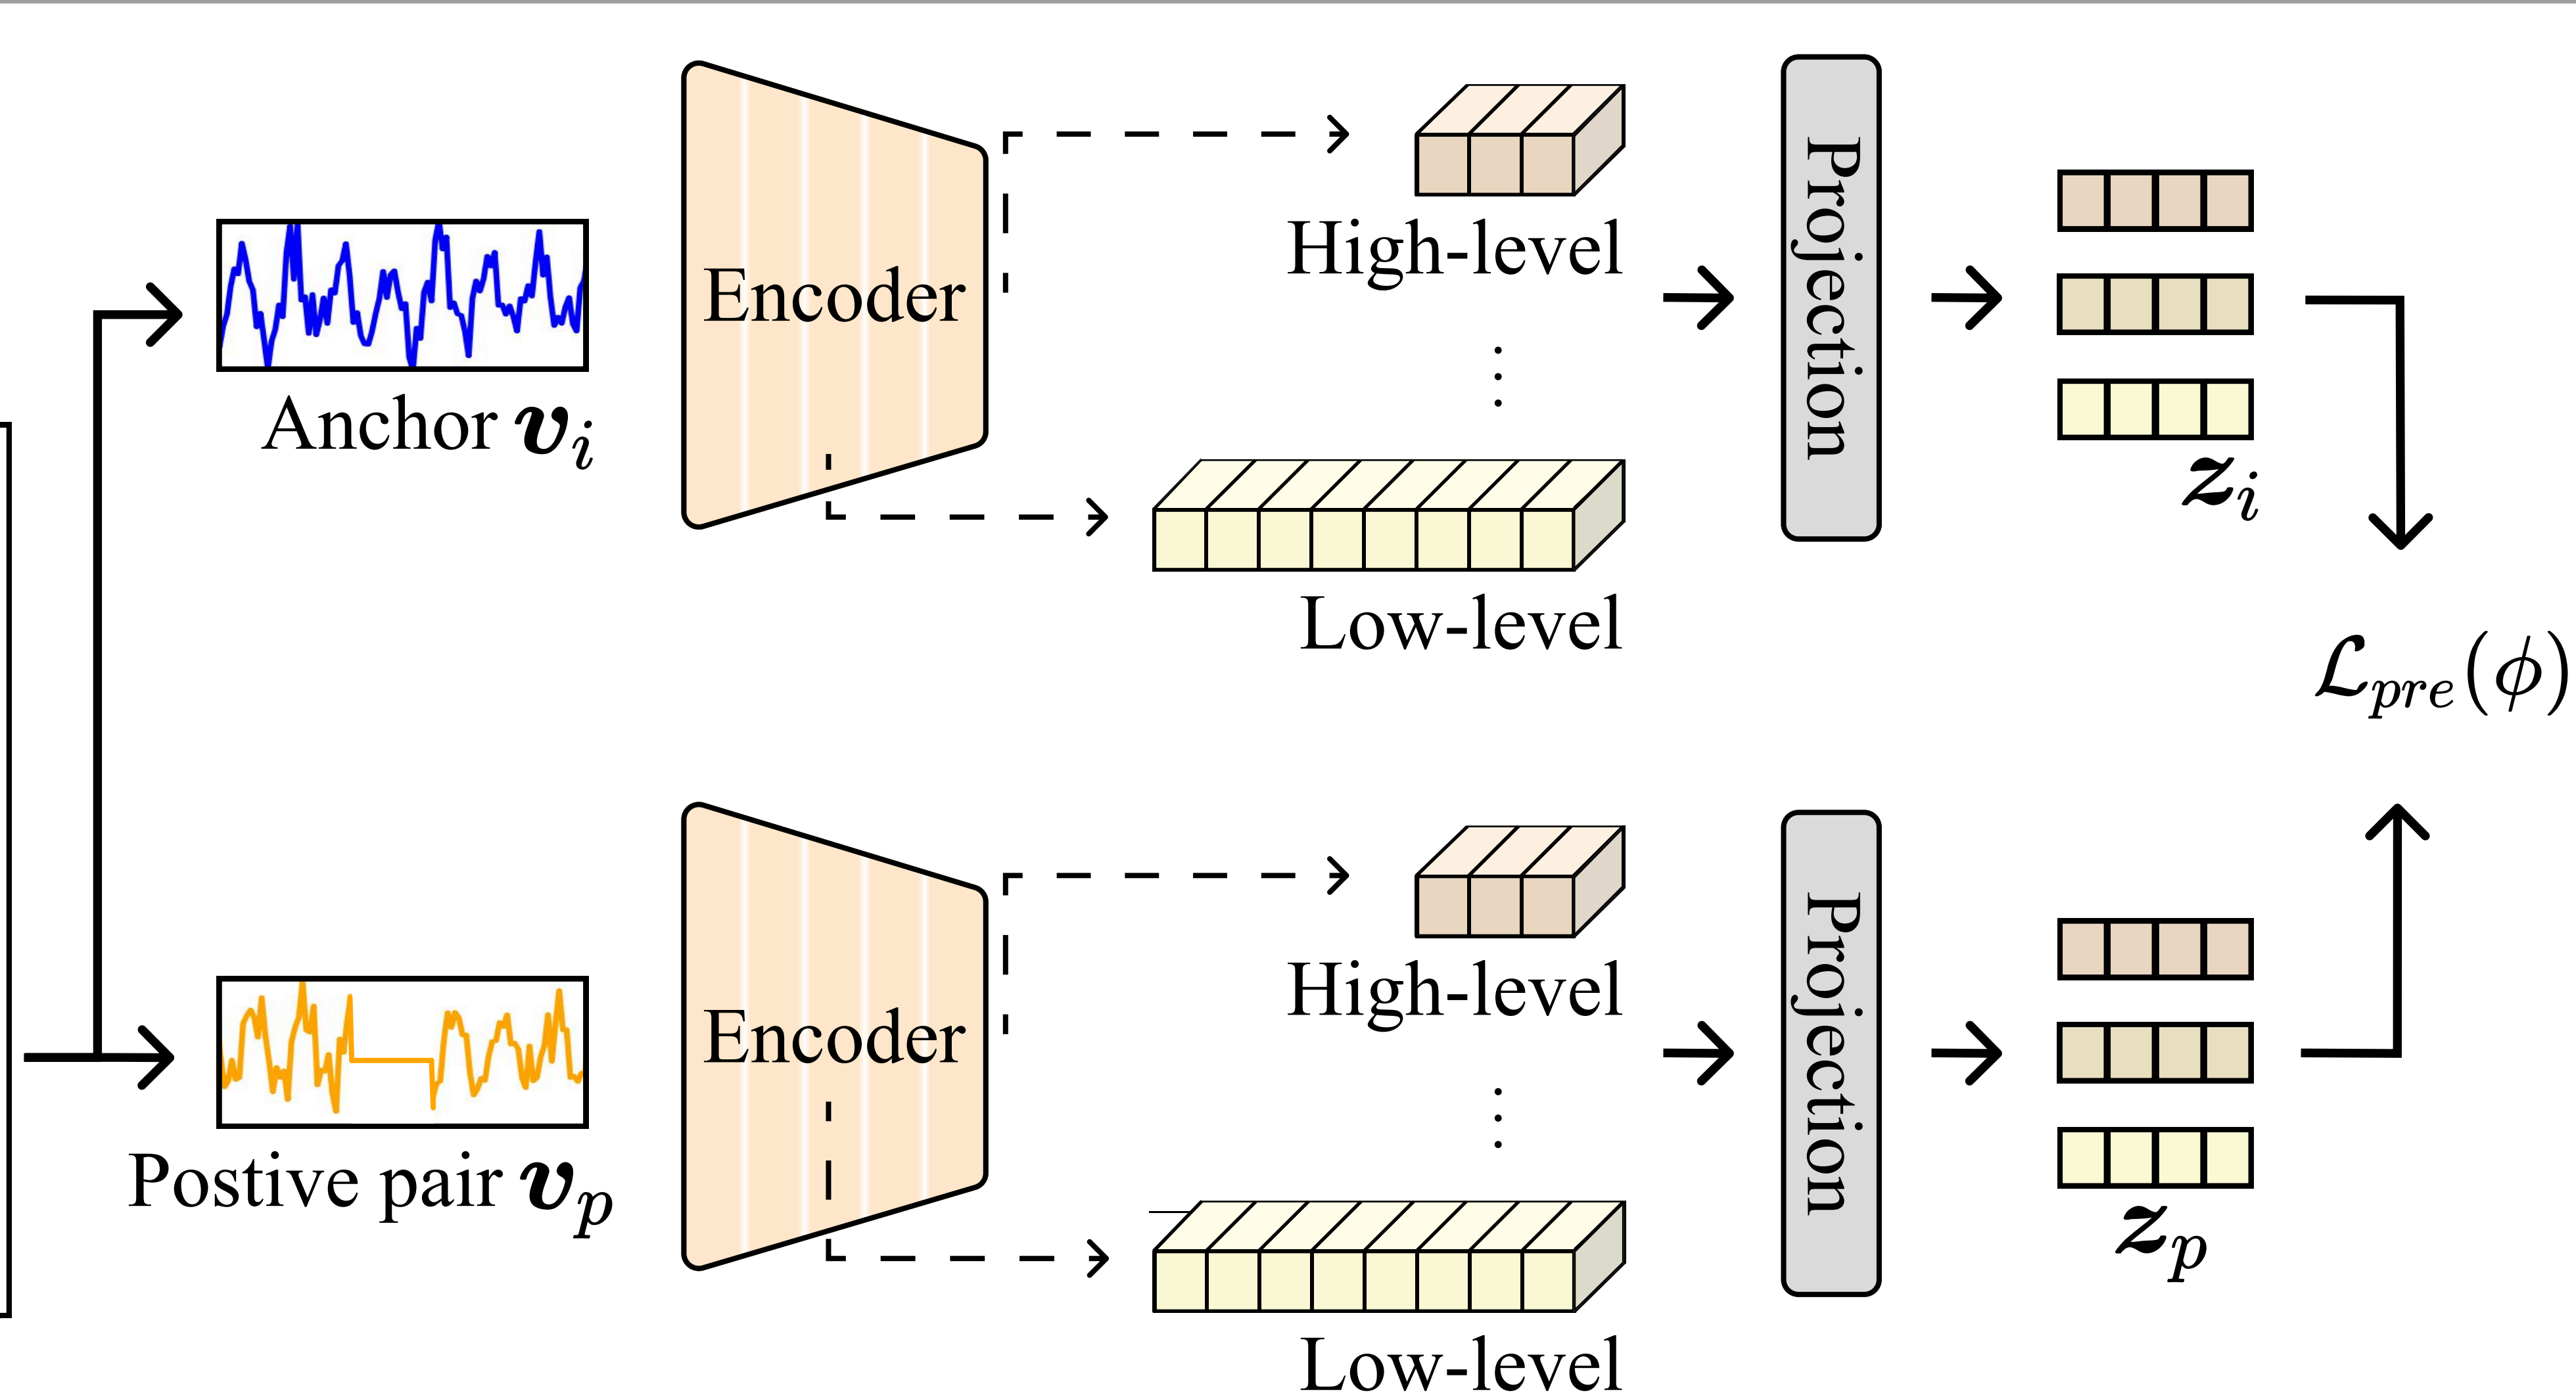 Encoder
High-level
Projection
Anchor 𝒗i
zi
Low-level
ℒpre(ϕ)
Encoder
High-level
Projection
Postive pair 𝒗p
zp
Low-level